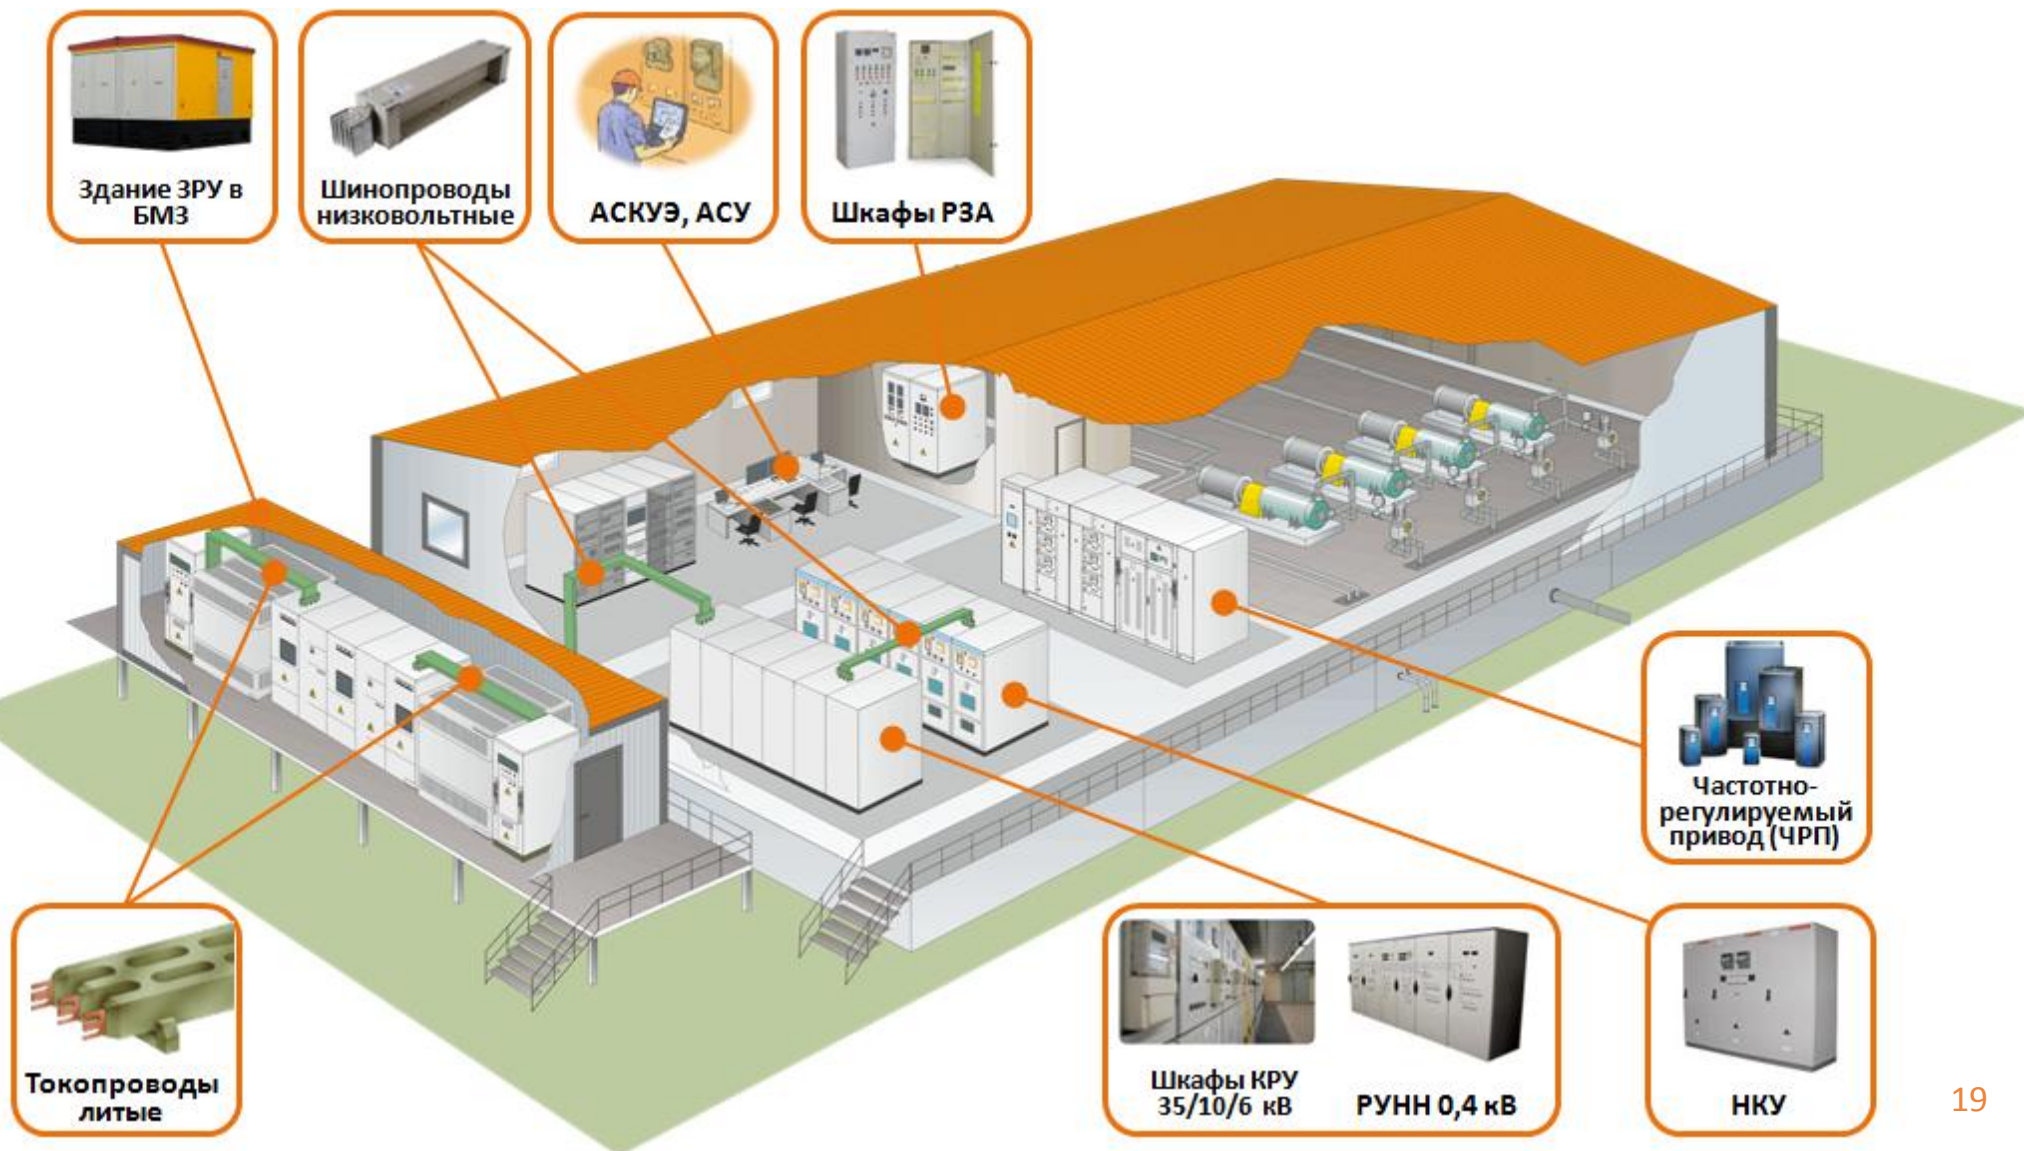 Здание ЗРУ в
БМЗ
Шинопроводы
низковольтные
АСКУЭ, АСУ
Шкафы РЗА
Частотно-
регулируемый
привод (ЧРП)
Токопроводы
литые
Шкафы КРУ
35/10/6 кВ
РУНН 0,4 кВ
НКУ
19